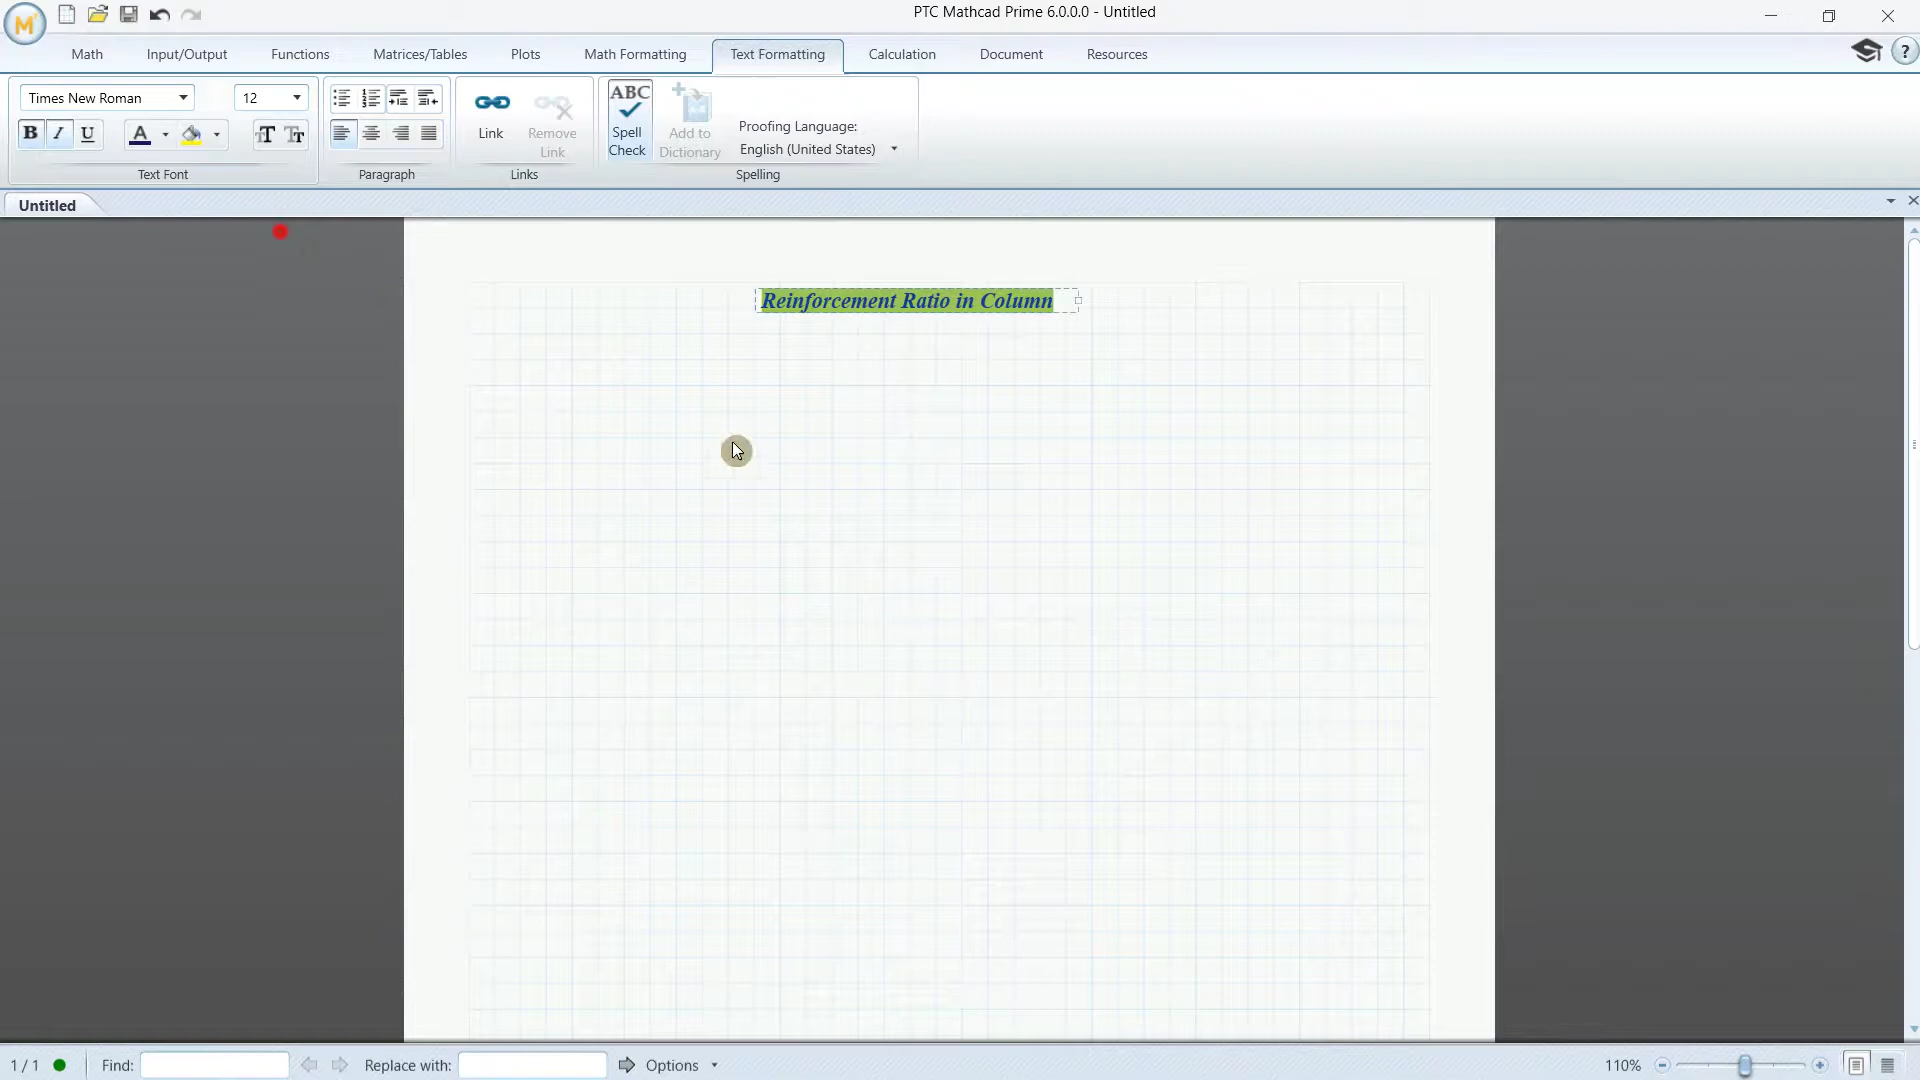 PTC Mathcad Prime 6.0.0.0 - Untitled
Math Input/Output Functions Matrices/Tables Plots Math Formatting Text Formatting Calculation Document Resources
?
Times New Roman 12
B I U A T T
Link
Remove Link
ABC
Spell Check
Add to Dictionary
Proofing Language:
English (United States)
Text Font Paragraph Links Spelling
Untitled
Reinforcement Ratio in Column
1 / 1 Find: Replace with: Options 110%